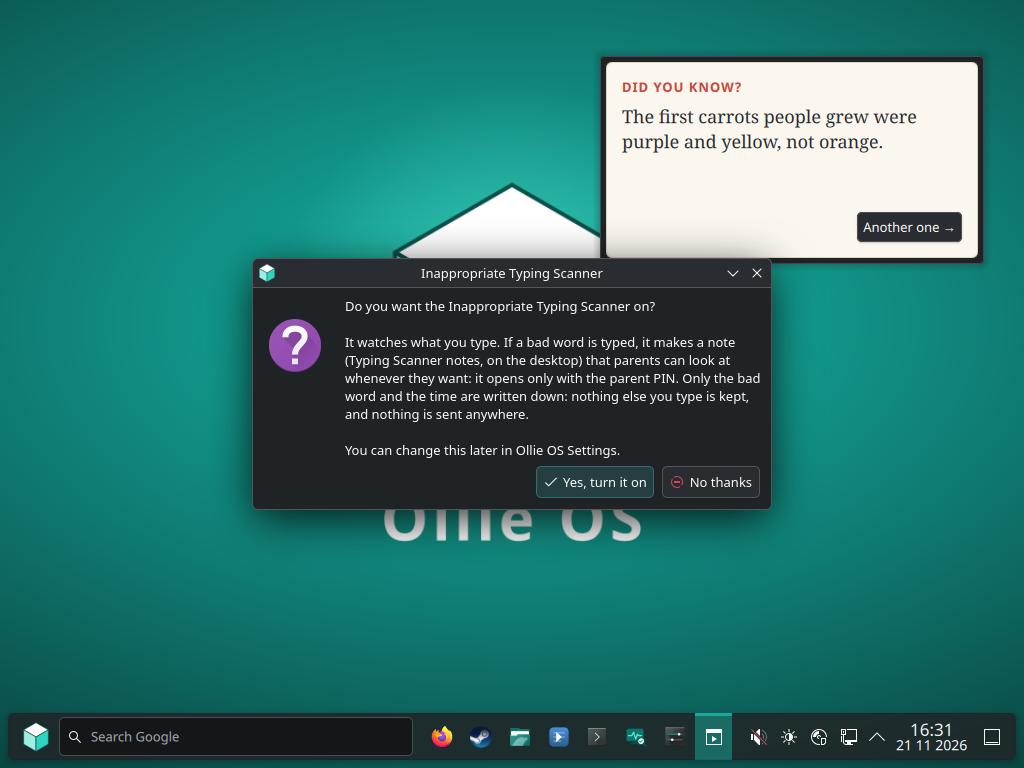 DID YOU KNOW?
The first carrots people grew were
purple and yellow, not orange.
Another one →
Inappropriate Typing Scanner
Do you want the Inappropriate Typing Scanner on?
It watches what you type. If a bad word is typed, it makes a note
(Typing Scanner notes, on the desktop) that parents can look at
whenever they want: it opens only with the parent PIN. Only the bad
word and the time are written down: nothing else you type is kept,
and nothing is sent anywhere.
You can change this later in Ollie OS Settings.
Yes, turn it on
No thanks
Ollie OS
Search Google
16:31
21 11 2026